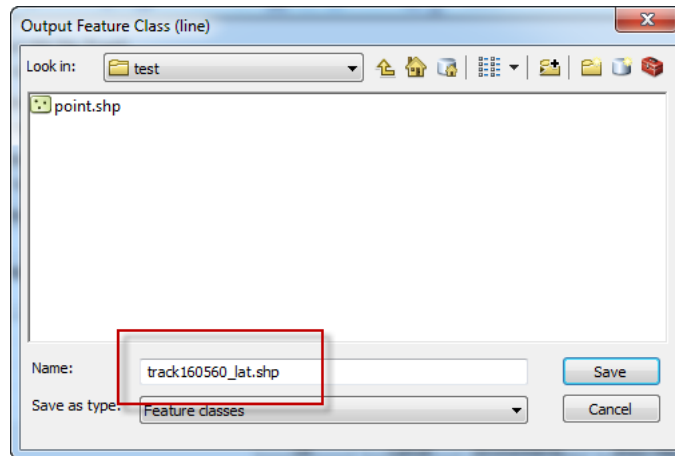 Output Feature Class (line)
Look in: test
point.shp
Name: track160560_lat.shp Save
Save as type: Feature classes Cancel